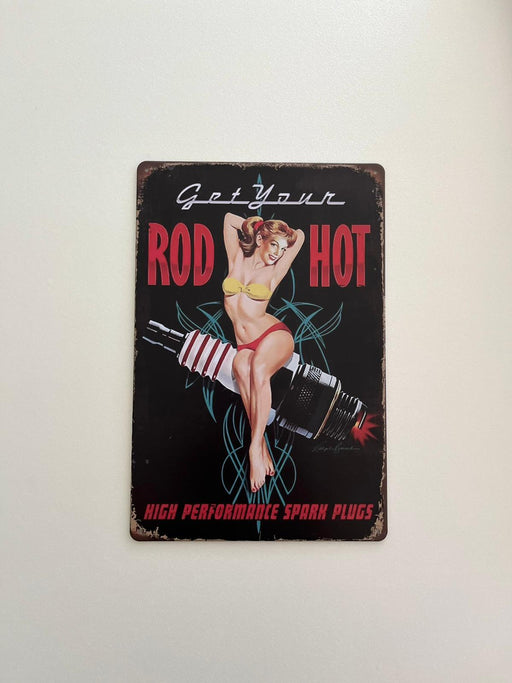 Get Your
ROD HOT
HIGH PERFORMANCE SPARK PLUGS